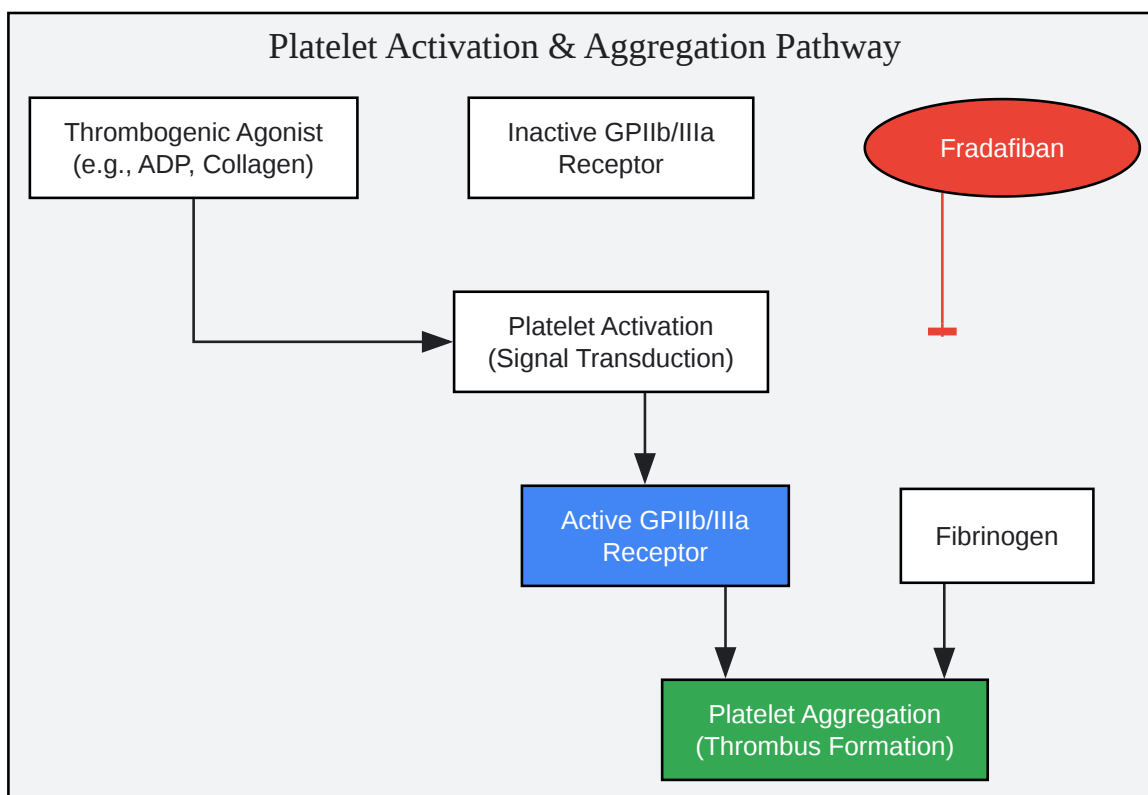 Platelet Activation & Aggregation Pathway
Thrombogenic Agonist
(e.g., ADP, Collagen)
Inactive GPIIb/IIIa
Receptor
Fradafiban
Platelet Activation
(Signal Transduction)
Active GPIIb/IIIa
Receptor
Fibrinogen
Platelet Aggregation
(Thrombus Formation)